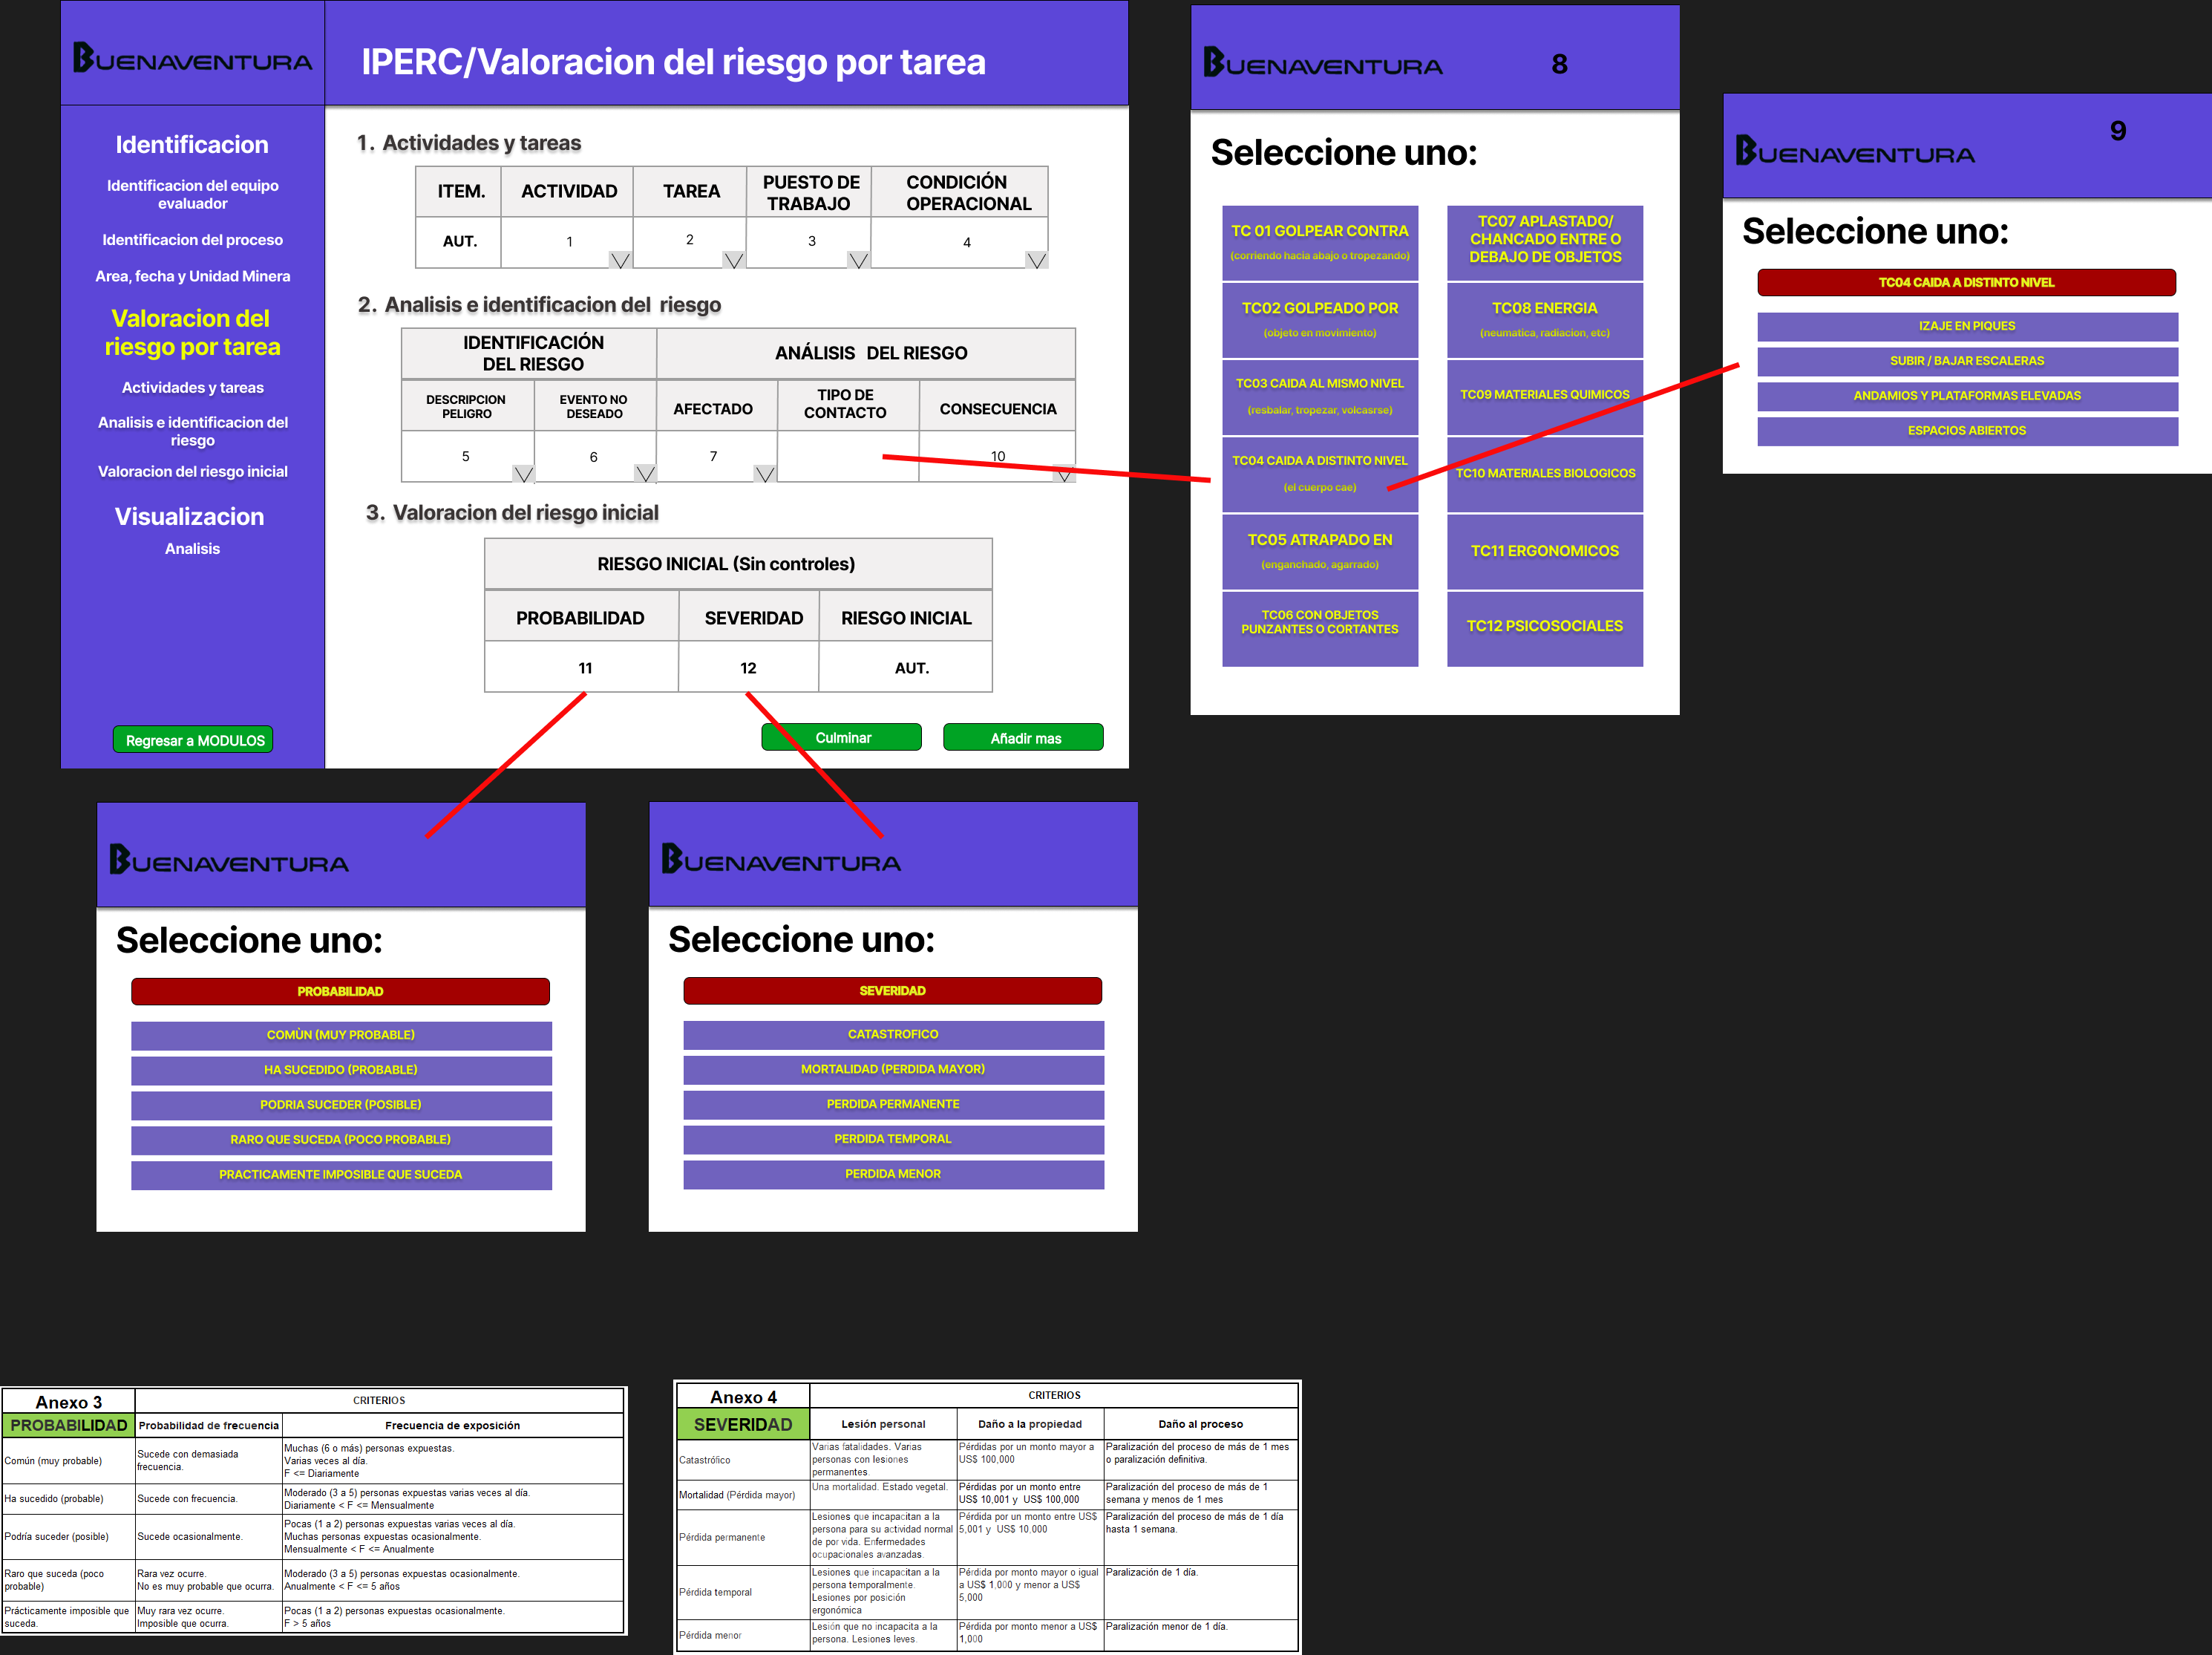 BUENAVENTURA
IPERC/Valoracion del riesgo por tarea
Identificacion
Identificacion del equipo
evaluador
Identificacion del proceso
Area, fecha y Unidad Minera
Valoracion del
riesgo por tarea
Actividades y tareas
Analisis e identificacion del
riesgo
Valoracion del riesgo inicial
Visualizacion
Analisis
Regresar a MODULOS
1. Actividades y tareas
ITEM. ACTIVIDAD TAREA PUESTO DE TRABAJO CONDICIÓN OPERACIONAL
AUT. 1 2 3 4
2. Analisis e identificacion del riesgo
IDENTIFICACIÓN DEL RIESGO ANÁLISIS DEL RIESGO
DESCRIPCION PELIGRO EVENTO NO DESEADO AFECTADO TIPO DE CONTACTO CONSECUENCIA
5 6 7 10
3. Valoracion del riesgo inicial
RIESGO INICIAL (Sin controles)
PROBABILIDAD SEVERIDAD RIESGO INICIAL
11 12 AUT.
Culminar
Añadir mas
BUENAVENTURA
8
Seleccione uno:
TC 01 GOLPEAR CONTRA
(corriendo hacia abajo o tropezando)
TC02 GOLPEADO POR
(objeto en movimiento)
TC03 CAIDA AL MISMO NIVEL
(resbalar, tropezar, volcasrse)
TC04 CAIDA A DISTINTO NIVEL
(el cuerpo cae)
TC05 ATRAPADO EN
(enganchado, agarrado)
TC06 CON OBJETOS
PUNZANTES O CORTANTES
TC07 APLASTADO/
CHANCADO ENTRE O
DEBAJO DE OBJETOS
TC08 ENERGIA
(neumatica, radiacion, etc)
TC09 MATERIALES QUIMICOS
TC10 MATERIALES BIOLOGICOS
TC11 ERGONOMICOS
TC12 PSICOSOCIALES
BUENAVENTURA
9
Seleccione uno:
TC04 CAIDA A DISTINTO NIVEL
IZAJE EN PIQUES
SUBIR / BAJAR ESCALERAS
ANDAMIOS Y PLATAFORMAS ELEVADAS
ESPACIOS ABIERTOS
BUENAVENTURA
Seleccione uno:
PROBABILIDAD
COMÙN (MUY PROBABLE)
HA SUCEDIDO (PROBABLE)
PODRIA SUCEDER (POSIBLE)
RARO QUE SUCEDA (POCO PROBABLE)
PRACTICAMENTE IMPOSIBLE QUE SUCEDA
BUENAVENTURA
Seleccione uno:
SEVERIDAD
CATASTROFICO
MORTALIDAD (PERDIDA MAYOR)
PERDIDA PERMANENTE
PERDIDA TEMPORAL
PERDIDA MENOR
Anexo 3 CRITERIOS
PROBABILIDAD Probabilidad de frecuencia Frecuencia de exposición
Común (muy probable)
Sucede con demasiada
frecuencia.
Muchas (6 o más) personas expuestas.
Varias veces al día.
F <= Diariamente
Ha sucedido (probable)
Sucede con frecuencia.
Moderado (3 a 5) personas expuestas varias veces al día.
Diariamente < F <= Mensualmente
Podría suceder (posible)
Sucede ocasionalmente.
Pocas (1 a 2) personas expuestas varias veces al día.
Muchas personas expuestas ocasionalmente.
Mensualmente < F <= Anualmente
Raro que suceda (poco
probable)
Rara vez ocurre.
No es muy probable que ocurra.
Moderado (3 a 5) personas expuestas ocasionalmente.
Anualmente < F <= 5 años
Prácticamente imposible que
suceda.
Muy rara vez ocurre.
Imposible que ocurra.
Pocas (1 a 2) personas expuestas ocasionalmente.
F > 5 años
Anexo 4 CRITERIOS
SEVERIDAD Lesión personal Daño a la propiedad Daño al proceso
Catastrófico
Varias fatalidades. Varias
personas con lesiones
permanentes.
Pérdidas por un monto mayor a
US$ 100,000
Paralización del proceso de más de 1 mes
o paralización definitiva.
Mortalidad (Pérdida mayor)
Una mortalidad. Estado vegetal.
Pérdidas por un monto entre
US$ 10,001 y US$ 100,000
Paralización del proceso de más de 1
semana y menos de 1 mes
Pérdida permanente
Lesiones que incapacitan a la
persona para su actividad normal
de por vida. Enfermedades
ocupacionales avanzadas.
Pérdida por un monto entre US$
5,001 y US$ 10,000
Paralización del proceso de más de 1 día
hasta 1 semana.
Pérdida temporal
Lesiones que incapacitan a la
persona temporalmente.
Lesiones por posición
ergonómica
Pérdida por monto mayor o igual
a US$ 1,000 y menor a US$
5,000
Paralización de 1 día.
Pérdida menor
Lesión que no incapacita a la
persona. Lesiones leves.
Pérdida por monto menor a US$
1,000
Paralización menor de 1 día.